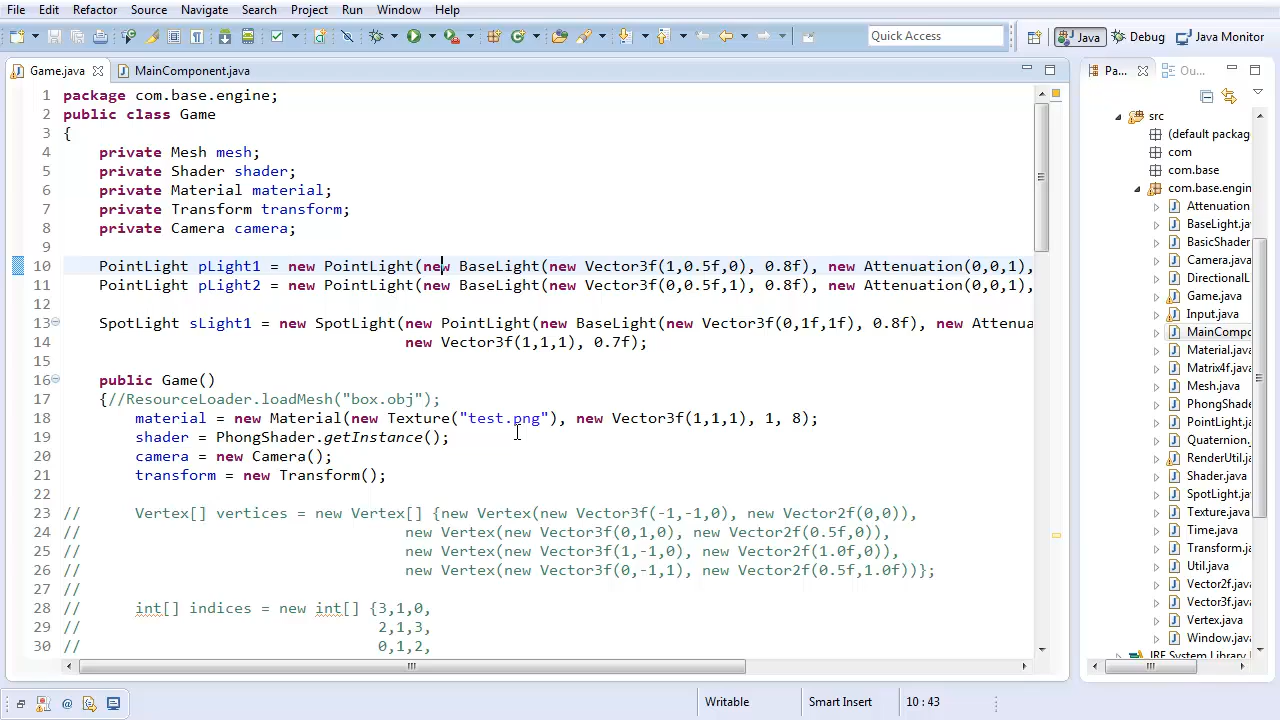 File Edit Refactor Source Navigate Search Project Run Window Help
Quick Access Java Debug Java Monitor
Game.java MainComponent.java Pa... Ou...
1 package com.base.engine;
2 public class Game
3 {
4 private Mesh mesh;
5 private Shader shader;
6 private Material material;
7 private Transform transform;
8 private Camera camera;
9
10 PointLight pLight1 = new PointLight(new BaseLight(new Vector3f(1,0.5f,0), 0.8f), new Attenuation(0,0,1),
11 PointLight pLight2 = new PointLight(new BaseLight(new Vector3f(0,0.5f,1), 0.8f), new Attenuation(0,0,1),
12
13 SpotLight sLight1 = new SpotLight(new PointLight(new BaseLight(new Vector3f(0,1f,1f), 0.8f), new Attenua
14 new Vector3f(1,1,1), 0.7f);
15
16 public Game()
17 {//ResourceLoader.loadMesh("box.obj");
18 material = new Material(new Texture("test.png"), new Vector3f(1,1,1), 1, 8);
19 shader = PhongShader.getInstance();
20 camera = new Camera();
21 transform = new Transform();
22
23 // Vertex[] vertices = new Vertex[] {new Vertex(new Vector3f(-1,-1,0), new Vector2f(0,0)),
24 // new Vertex(new Vector3f(0,1,0), new Vector2f(0.5f,0)),
25 // new Vertex(new Vector3f(1,-1,0), new Vector2f(1.0f,0)),
26 // new Vertex(new Vector3f(0,-1,1), new Vector2f(0.5f,1.0f))};
27 //
28 // int[] indices = new int[] {3,1,0,
29 // 2,1,3,
30 // 0,1,2,
src
(default packag
com
com.base
com.base.engin
Attenuation
BaseLight.j
BasicShader
Camera.java
DirectionalL
Game.java
Input.java
MainCompo
Material.java
Matrix4f.java
Mesh.java
PhongShade
PointLight.ja
Quaternion.
RenderUtil.ja
Shader.java
SpotLight.ja
Texture.java
Time.java
Transform.ja
Util.java
Vector2f.java
Vector3f.java
Vertex.java
Window.java
JRE System Library [
Writable Smart Insert 10 : 43